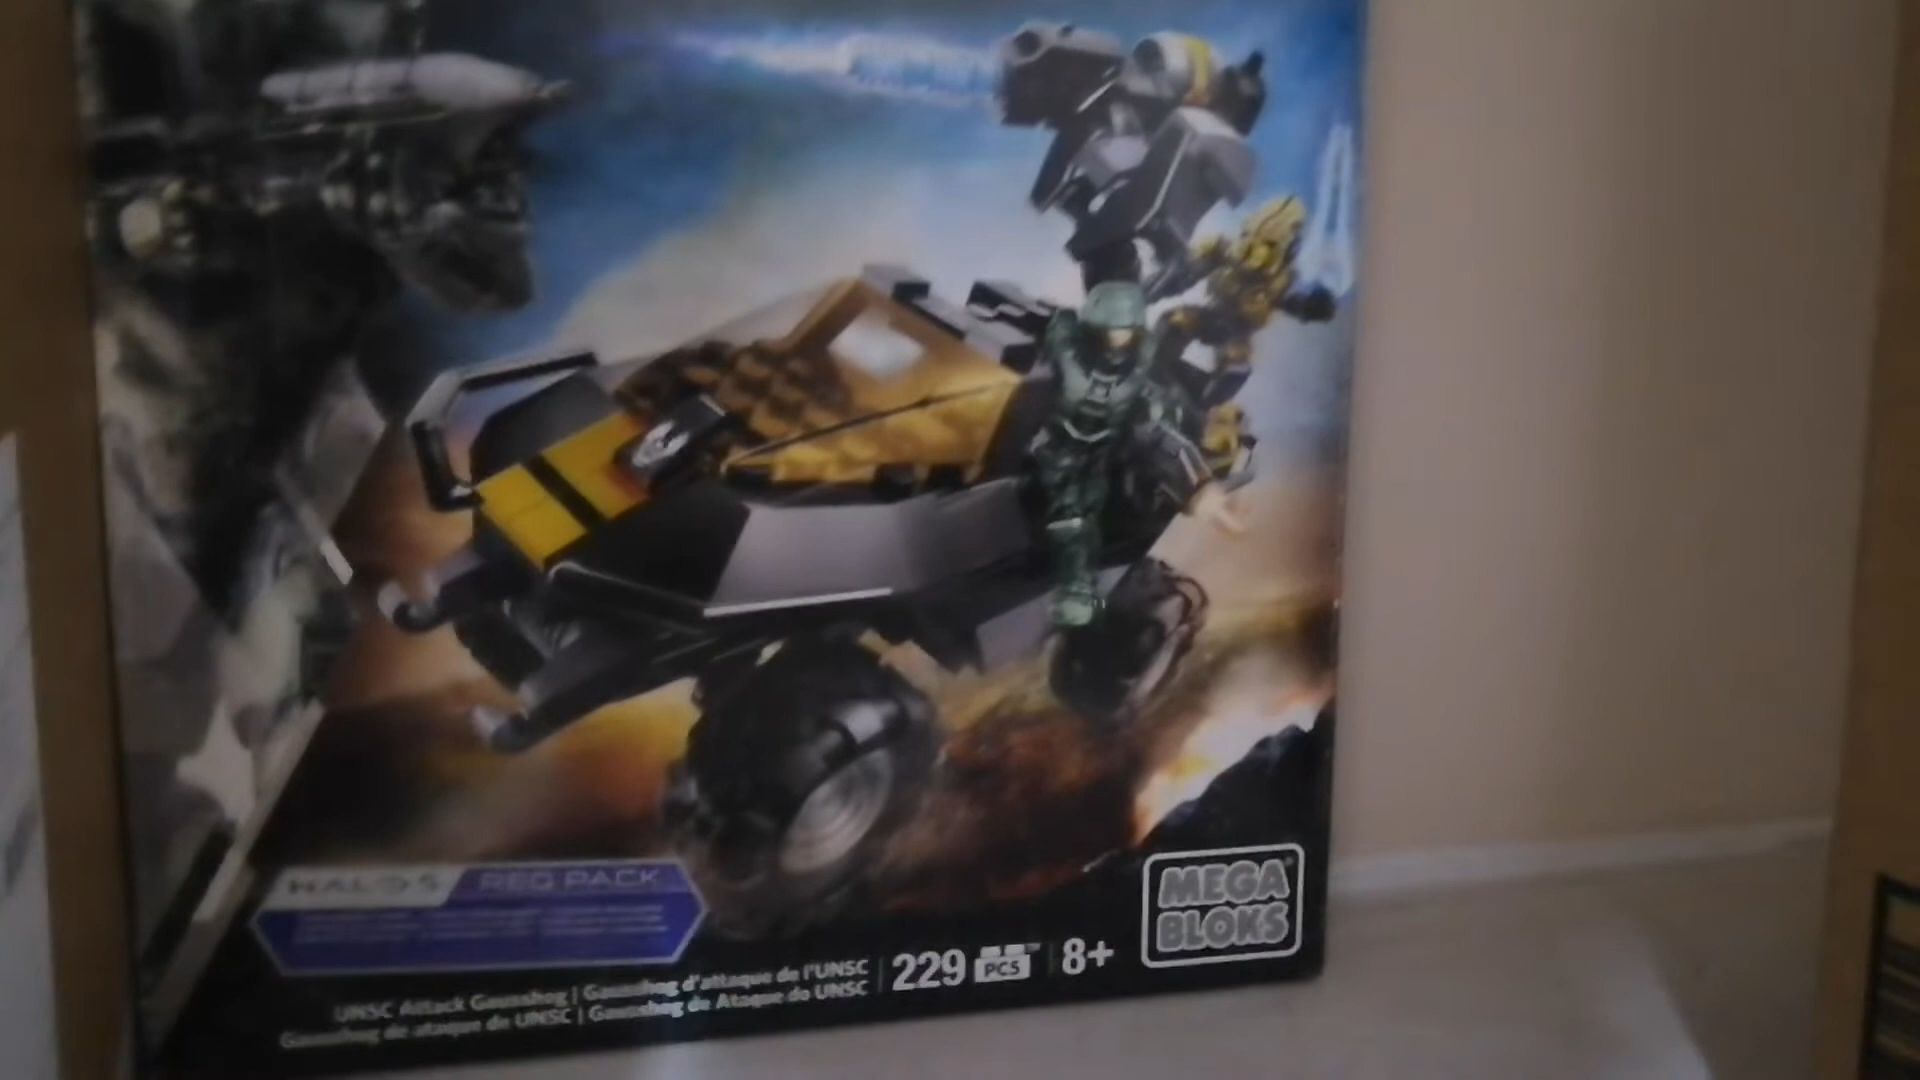 HALO 5 REQ PACK
UNSC Attack Gausshog | Gausshog d'attaque de l'UNSC
Gausshog de ataque de UNSC | Gausshog de Ataque do UNSC
229 PCS
8+
MEGA
BLOKS